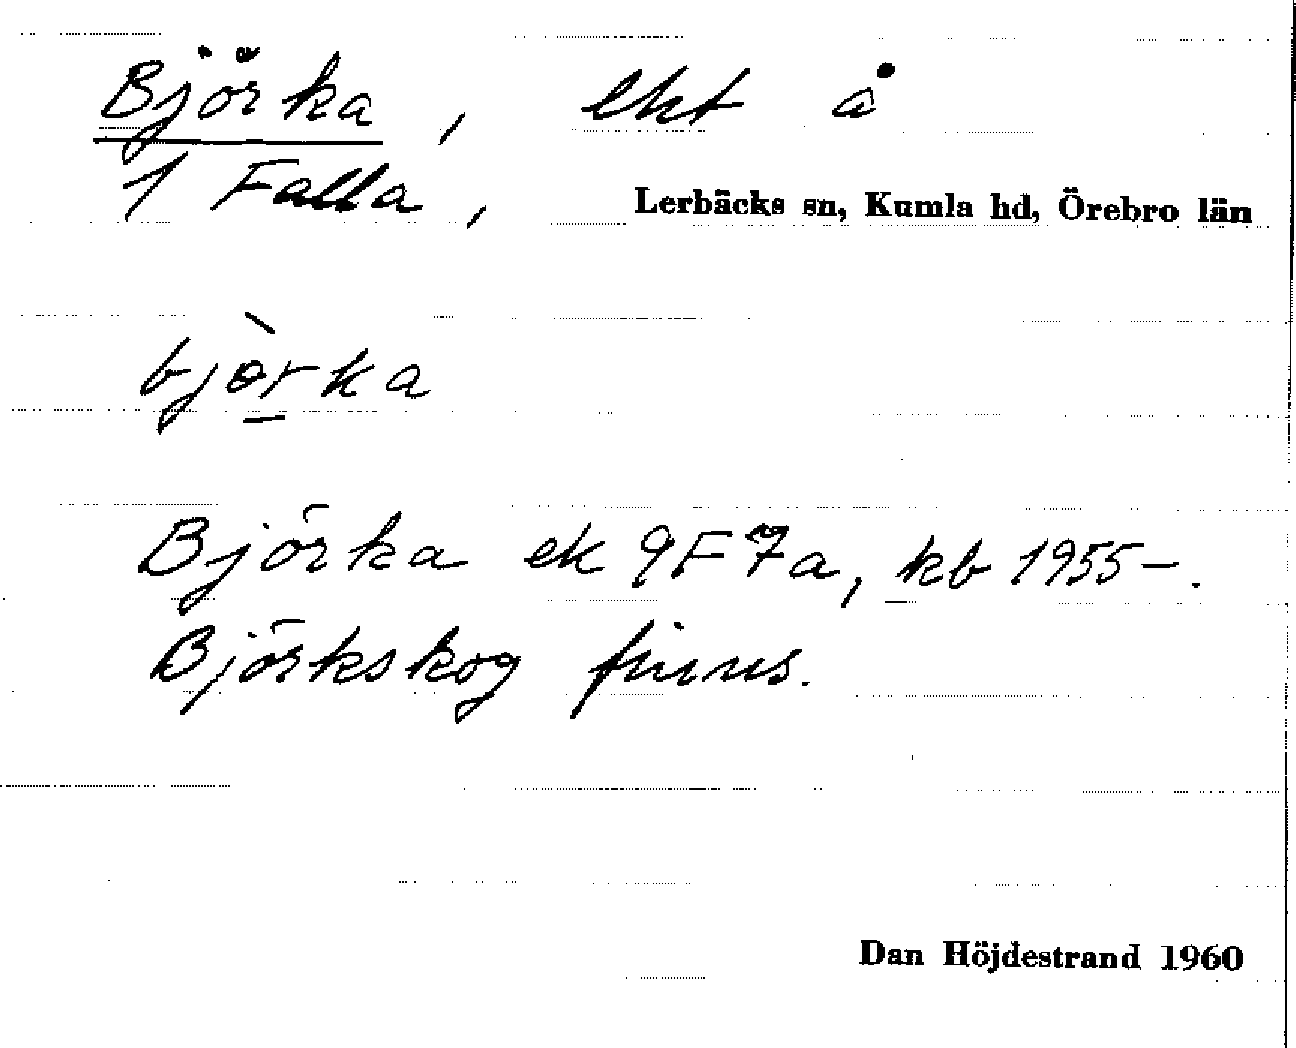 Björka, lht å
1 Falla, Lerbäcks sn, Kumla hd, Örebro län
bjòrka
Björka ek 9F7a, kb 1955-.
Björkskog finns.
Dan Höjdestrand 1960